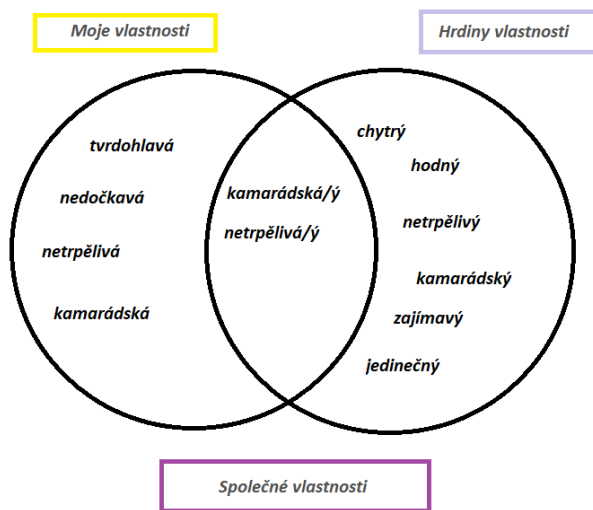 Moje vlastnosti
Hrdiny vlastnosti
tvrdohlavá
nedočkavá
netrpělivá
kamarádská
kamarádská/ý
netrpělivá/ý
chytrý
hodný
netrpělivý
kamarádský
zajímavý
jedinečný
Společné vlastnosti